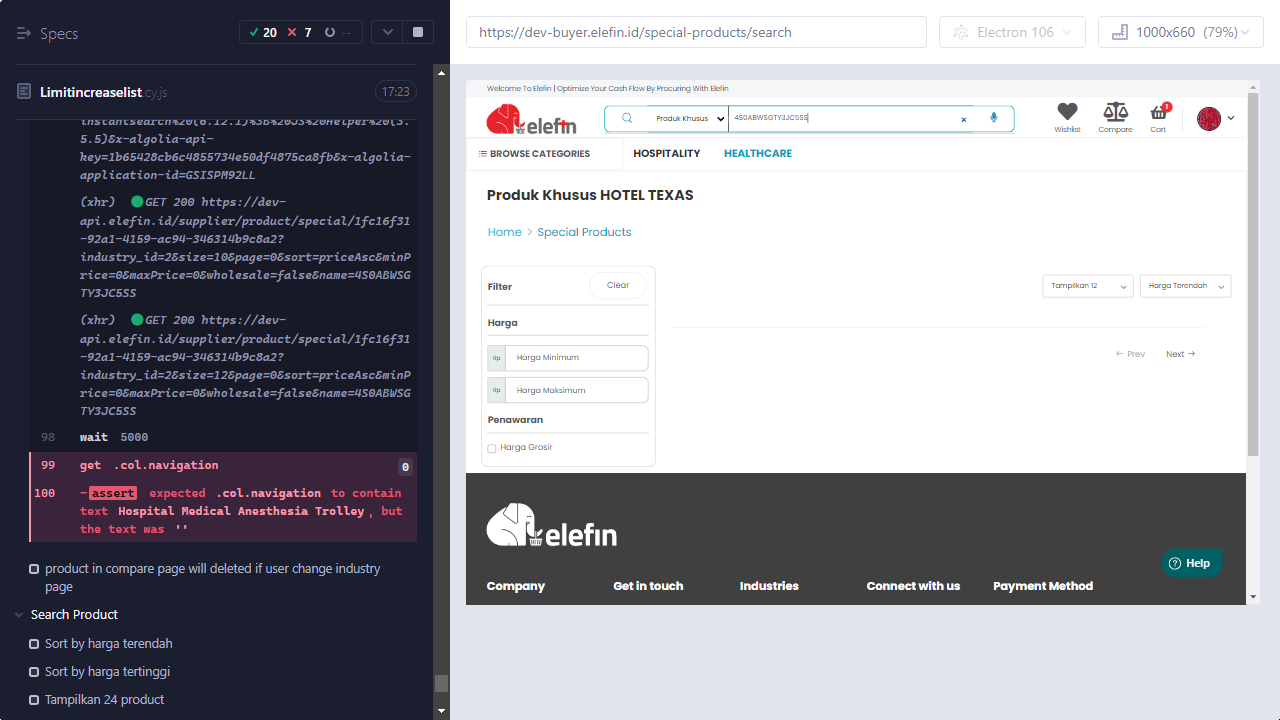 Specs
20
7
--
Limitincreaselist.cy.js
17:23
instantsearch%20(6.12.1)%3B%20JS%20Helper%20(3.
5.5)&x-algolia-api-
key=1b65428cb6c4855734e50df4875ca8fb&x-algolia-
application-id=GSISPM92LL
(xhr) GET 200 https://dev-
api.elefin.id/supplier/product/special/1fc16f31
-92a1-4159-ac94-346314b9c8a2?
industry_id=2&size=10&page=0&sort=priceAsc&minP
rice=0&maxPrice=0&wholesale=false&name=4S0ABWSG
TY3JC5SS
(xhr) GET 200 https://dev-
api.elefin.id/supplier/product/special/1fc16f31
-92a1-4159-ac94-346314b9c8a2?
industry_id=2&size=12&page=0&sort=priceAsc&minP
rice=0&maxPrice=0&wholesale=false&name=4S0ABWSG
TY3JC5SS
98 wait 5000
99 get .col.navigation 0
100 -assert expected .col.navigation to contain
text Hospital Medical Anesthesia Trolley, but
the text was ''
product in compare page will deleted if user change industry
page
Search Product
Sort by harga terendah
Sort by harga tertinggi
Tampilkan 24 product
https://dev-buyer.elefin.id/special-products/search
Electron 106
1000x660 (79%)
Welcome To Elefin | Optimize Your Cash Flow By Procuring With Elefin
elefin
Produk Khusus
4S0ABWSGTY3JC5SS
×
Wishlist
Compare
1
Cart
BROWSE CATEGORIES
HOSPITALITY
HEALTHCARE
Produk Khusus HOTEL TEXAS
Home > Special Products
Filter
Clear
Tampilkan 12
Harga Terendah
Harga
Rp Harga Minimum
Rp Harga Maksimum
← Prev
Next →
Penawaran
Harga Grosir
elefin
Help
Company
Get in touch
Industries
Connect with us
Payment Method